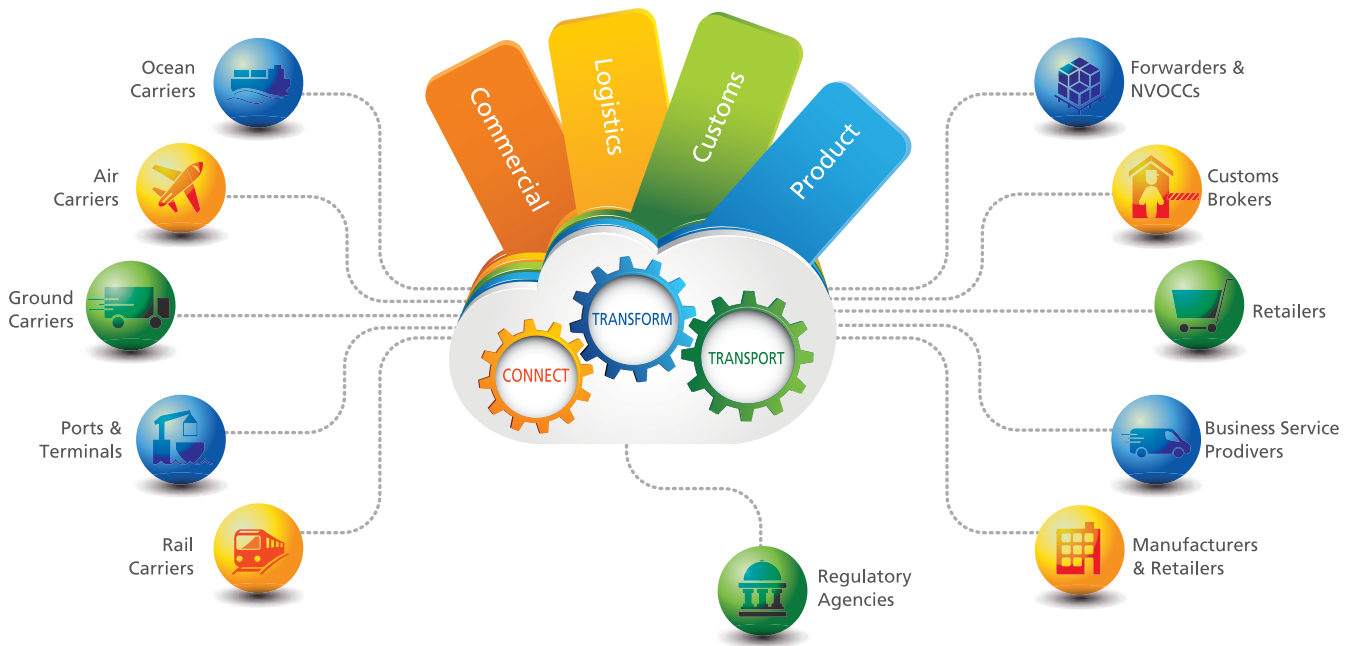 Ocean
Carriers
Air
Carriers
Ground
Carriers
Ports &
Terminals
Rail
Carriers
Commercial
Logistics
Customs
Product
CONNECT
TRANSFORM
TRANSPORT
Forwarders &
NVOCCs
Customs
Brokers
Retailers
Business Service
Prodivers
Manufacturers
& Retailers
Regulatory
Agencies